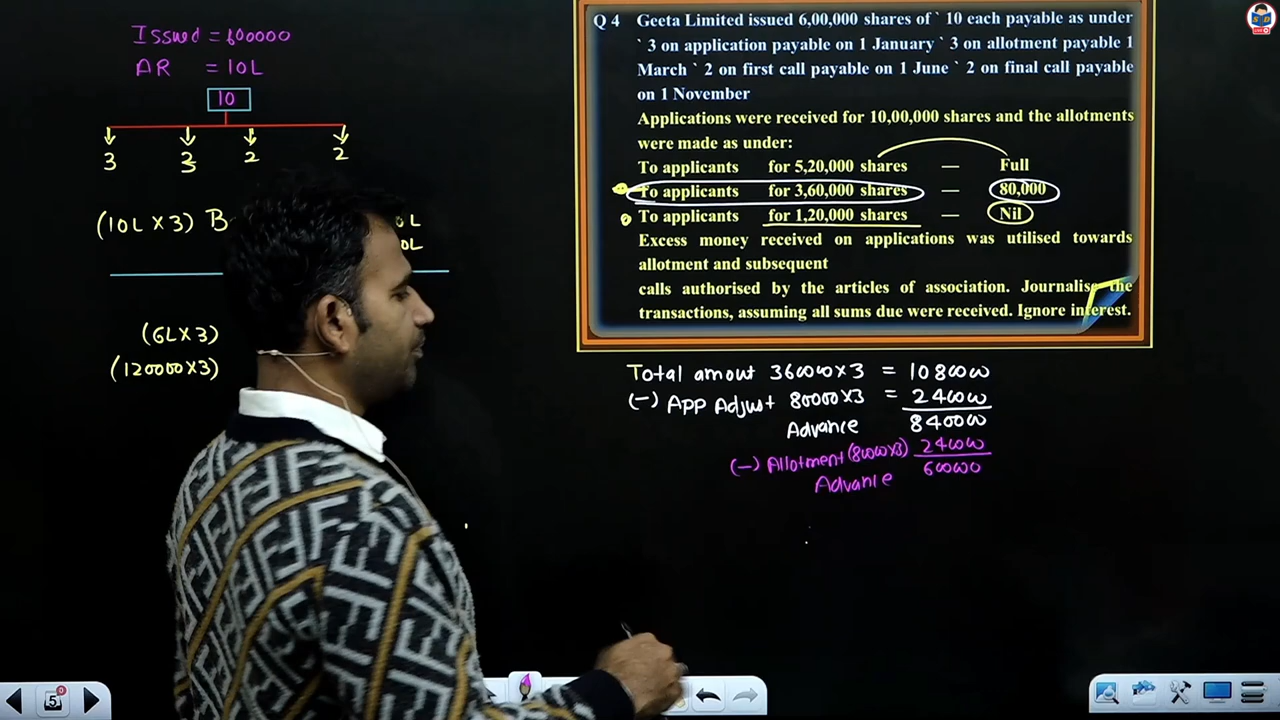 Issued = 600000
AR = 10L
10
3 3 2 2
(10L X 3) B
0L
0L
(6L X 3)
(120000 X 3)
Q 4 Geeta Limited issued 6,00,000 shares of ` 10 each payable as under
` 3 on application payable on 1 January ` 3 on allotment payable 1
March ` 2 on first call payable on 1 June ` 2 on final call payable
on 1 November
Applications were received for 10,00,000 shares and the allotments
were made as under:
To applicants for 5,20,000 shares — Full
To applicants for 3,60,000 shares — 80,000
To applicants for 1,20,000 shares — Nil
Excess money received on applications was utilised towards
allotment and subsequent
calls authorised by the articles of association. Journalise the
transactions, assuming all sums due were received. Ignore interest.
Total amout 360000 X 3 = 1080000
(-) App Adjust 80000 X 3 = 240000
Advance 840000
(-) Allotment (80000 X 3) 240000
Advance 600000
5
0